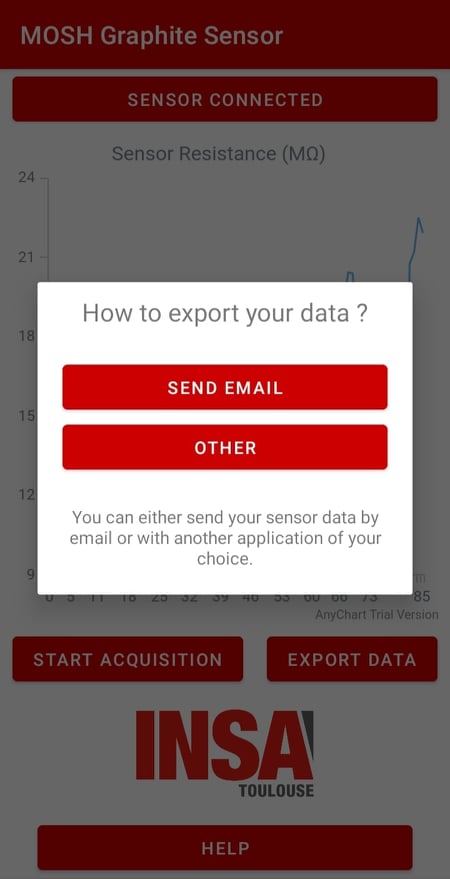 MOSH Graphite Sensor
SENSOR CONNECTED
Sensor Resistance (MΩ)
24
21
18
15
12
9
How to export your data ?
SEND EMAIL
OTHER
You can either send your sensor data by
email or with another application of your
choice.
0 5 11 18 25 32 39 46 53 60 66 73 85
AnyChart Trial Version
START ACQUISITION EXPORT DATA
INSA
TOULOUSE
HELP